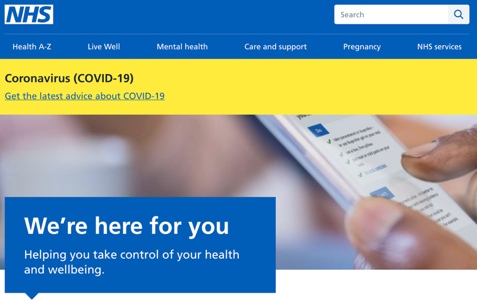 NHS
Search
Health A-Z Live Well Mental health Care and support Pregnancy NHS services
Coronavirus (COVID-19)
Get the latest advice about COVID-19
We're here for you
Helping you take control of your health
and wellbeing.